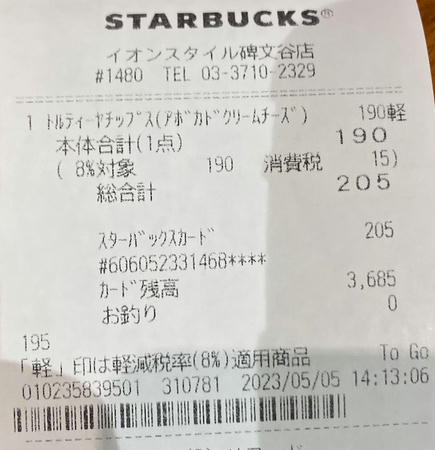 STARBUCKS®
イオンスタイル碑文谷店
#1480 TEL 03-3710-2329
1 トルティーヤチップス(アボカドクリームチーズ) 190軽
本体合計(1点) 190
( 8%対象 190 消費税 15)
総合計 205
スターバックスカード 205
#606052331468****
カード残高 3,685
お釣り 0
195
「軽」印は軽減税率(8%)適用商品 To Go
010235839501 310781 2023/05/05 14:13:06